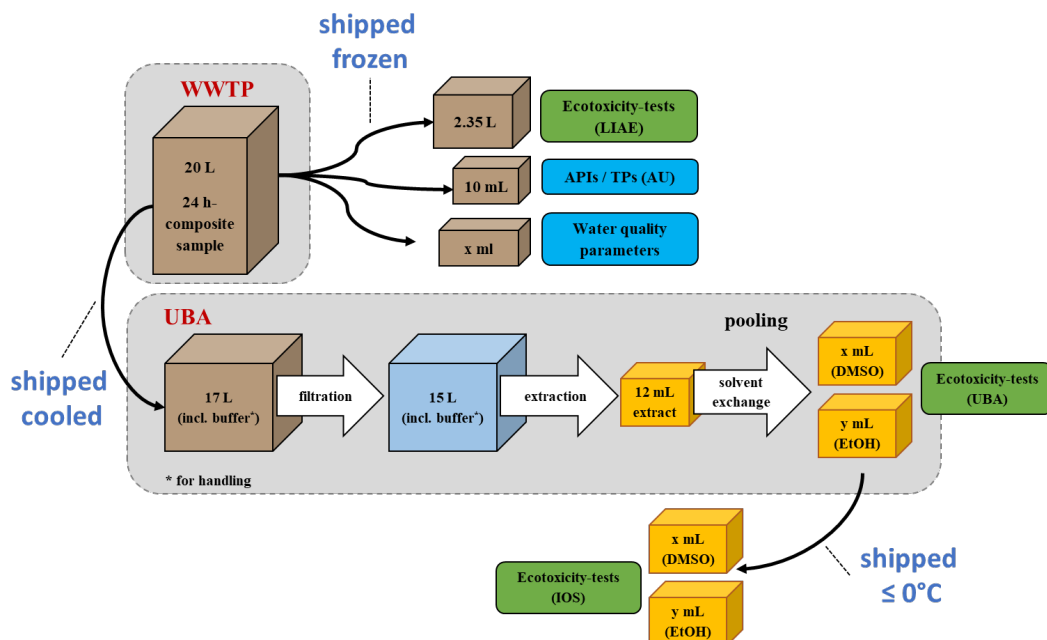 shipped
frozen
WWTP
20 L
24 h-
composite
sample
2.35 L
Ecotoxicity-tests
(LIAE)
10 mL
APIs / TPs (AU)
x ml
Water quality
parameters
shipped
cooled
UBA
17 L
(incl. buffer*)
filtration
15 L
(incl. buffer*)
extraction
12 mL
extract
pooling
solvent
exchange
x mL
(DMSO)
y mL
(EtOH)
Ecotoxicity-tests
(UBA)
* for handling
x mL
(DMSO)
y mL
(EtOH)
Ecotoxicity-tests
(IOS)
shipped
≤ 0°C